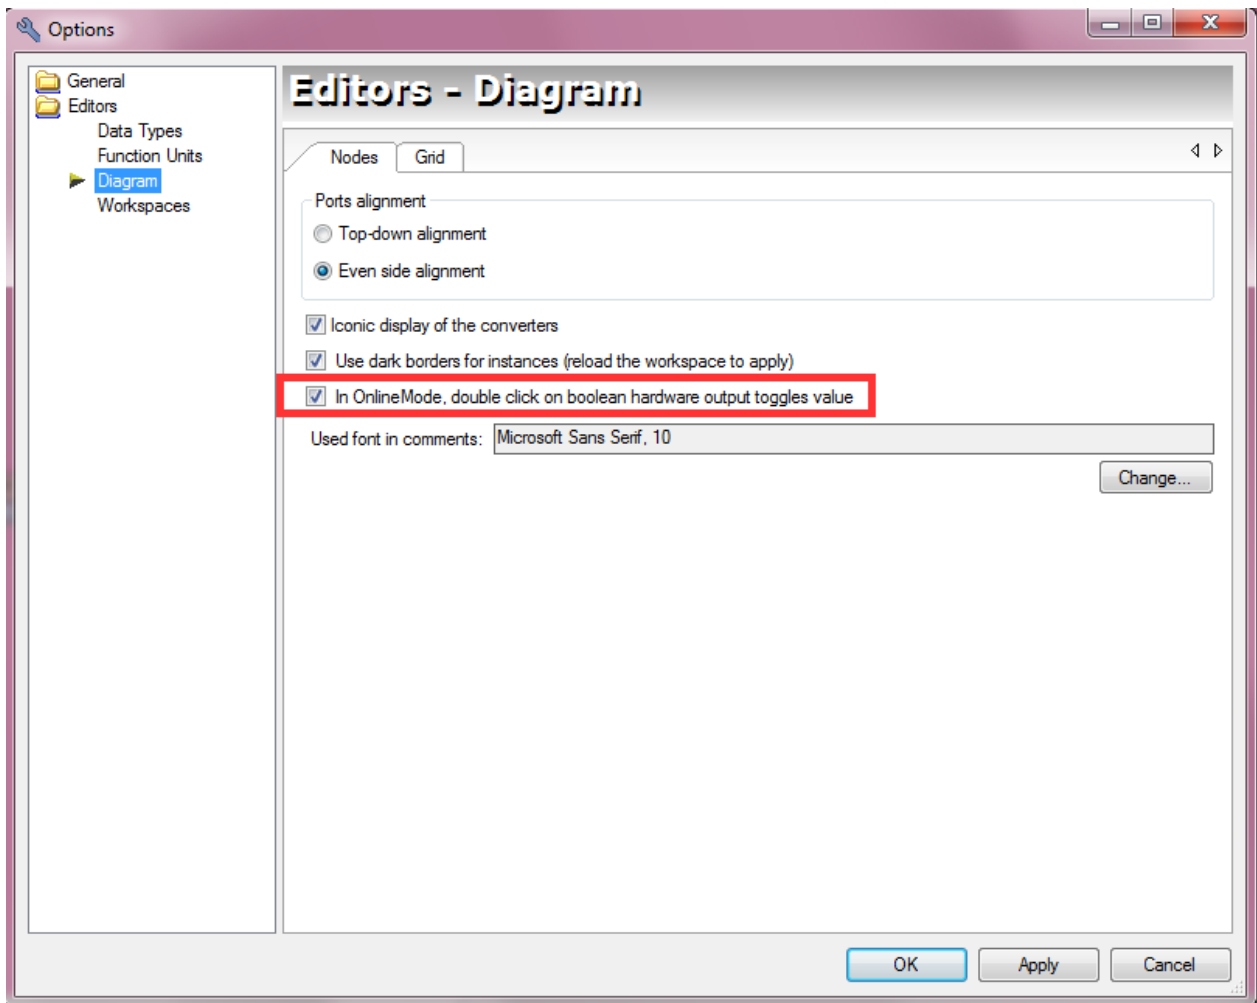 Options
General
Editors
Data Types
Function Units
Diagram
Workspaces
Editors - Diagram
Nodes
Grid
Ports alignment
Top-down alignment
Even side alignment
Iconic display of the converters
Use dark borders for instances (reload the workspace to apply)
In OnlineMode, double click on boolean hardware output toggles value
Used font in comments: Microsoft Sans Serif, 10
Change...
OK Apply Cancel